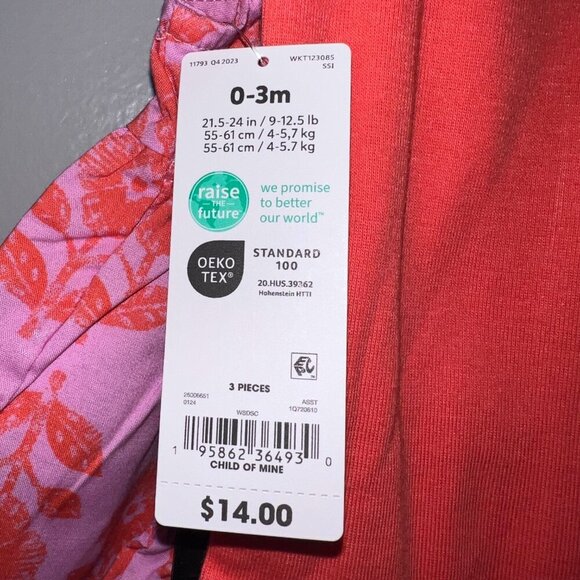 11793 Q4 2023 WKT123085
SSI
0-3m
21.5-24 in / 9-12.5 lb
55-61 cm / 4-5,7 kg
55-61 cm / 4-5.7 kg
raise
THE
future™
we promise
to better
our world™
OEKO
TEX®
STANDARD
100
20.HUS.39362
Hohenstein HTTI
3 PIECES
26006651 ASST
0124 1Q720610
WSDSC
1 95862 36493 0
CHILD OF MINE
$14.00